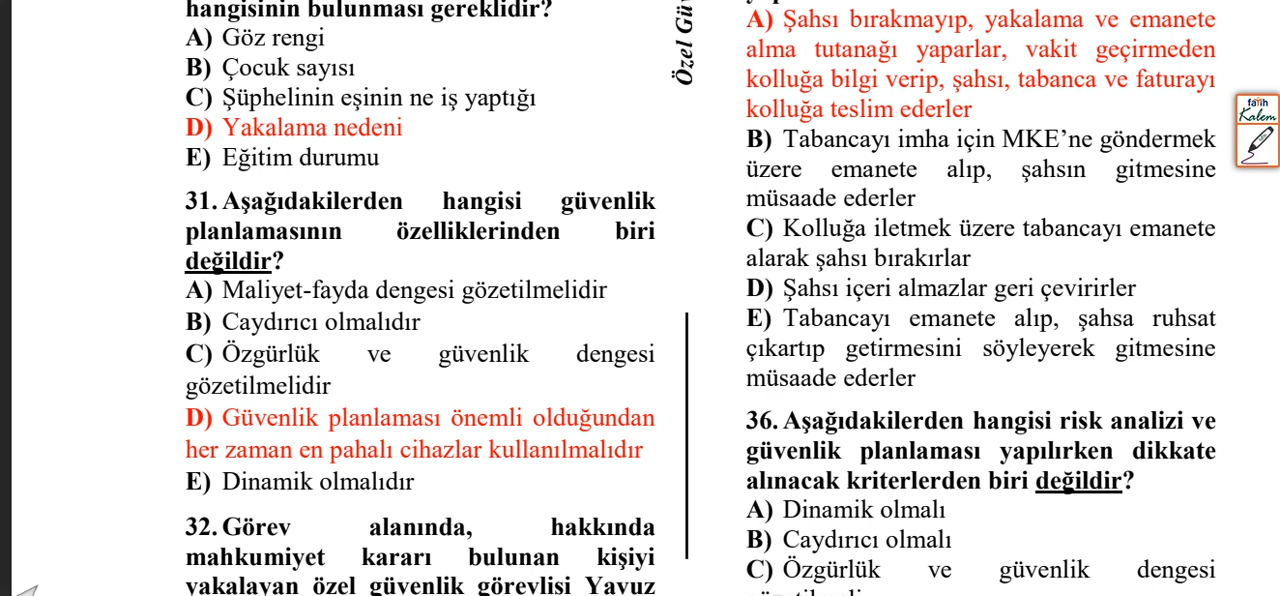 hangisinin bulunması gereklidir?
A) Göz rengi
B) Çocuk sayısı
C) Şüphelinin eşinin ne iş yaptığı
D) Yakalama nedeni
E) Eğitim durumu
31. Aşağıdakilerden hangisi güvenlik
planlamasının özelliklerinden biri
değildir?
A) Maliyet-fayda dengesi gözetilmelidir
B) Caydırıcı olmalıdır
C) Özgürlük ve güvenlik dengesi
gözetilmelidir
D) Güvenlik planlaması önemli olduğundan
her zaman en pahalı cihazlar kullanılmalıdır
E) Dinamik olmalıdır
32. Görev alanında, hakkında
mahkumiyet kararı bulunan kişiyi
yakalayan özel güvenlik görevlisi Yavuz
Özel Güv
A) Şahsı bırakmayıp, yakalama ve emanete
alma tutanağı yaparlar, vakit geçirmeden
kolluğa bilgi verip, şahsı, tabanca ve faturayı
kolluğa teslim ederler
B) Tabancayı imha için MKE’ne göndermek
üzere emanete alıp, şahsın gitmesine
müsaade ederler
C) Kolluğa iletmek üzere tabancayı emanete
alarak şahsı bırakırlar
D) Şahsı içeri almazlar geri çevirirler
E) Tabancayı emanete alıp, şahsa ruhsat
çıkartıp getirmesini söyleyerek gitmesine
müsaade ederler
36. Aşağıdakilerden hangisi risk analizi ve
güvenlik planlaması yapılırken dikkate
alınacak kriterlerden biri değildir?
A) Dinamik olmalı
B) Caydırıcı olmalı
C) Özgürlük ve güvenlik dengesi
fatih
Kalem